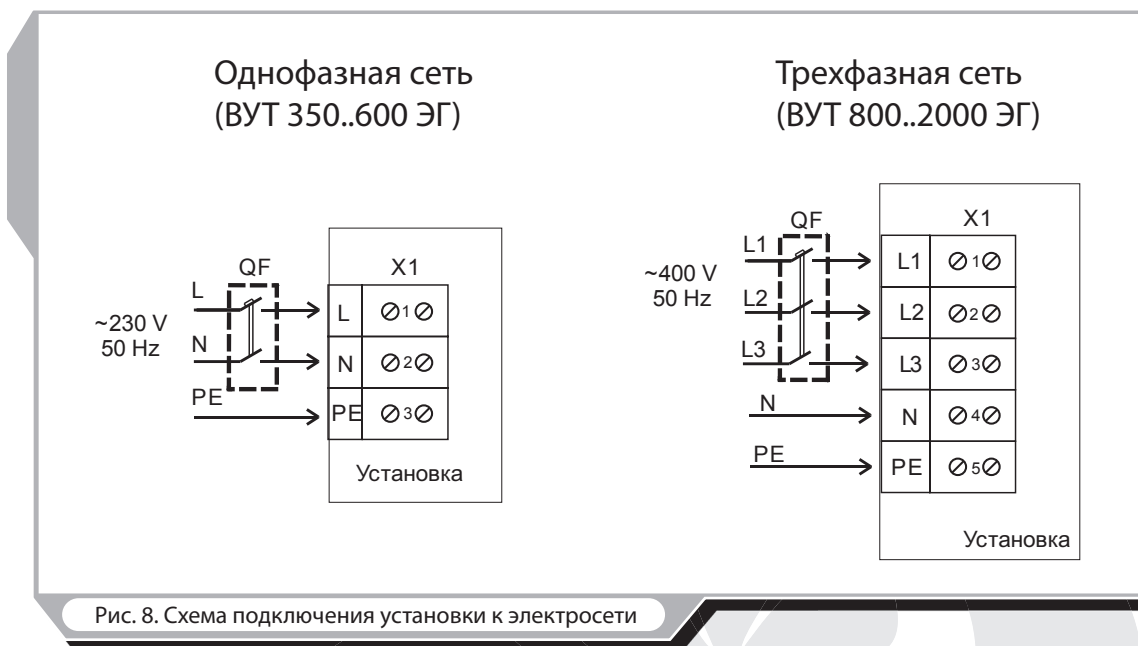 Однофазная сеть
(ВУТ 350..600 ЭГ)
QF
X1
L
L
1
~230 V
50 Hz
N
N
2
PE
PE
3
Установка
Трехфазная сеть
(ВУТ 800..2000 ЭГ)
QF
X1
L1
L1
1
~400 V
50 Hz
L2
L2
2
L3
L3
3
N
N
4
PE
PE
5
Установка
Рис. 8. Схема подключения установки к электросети